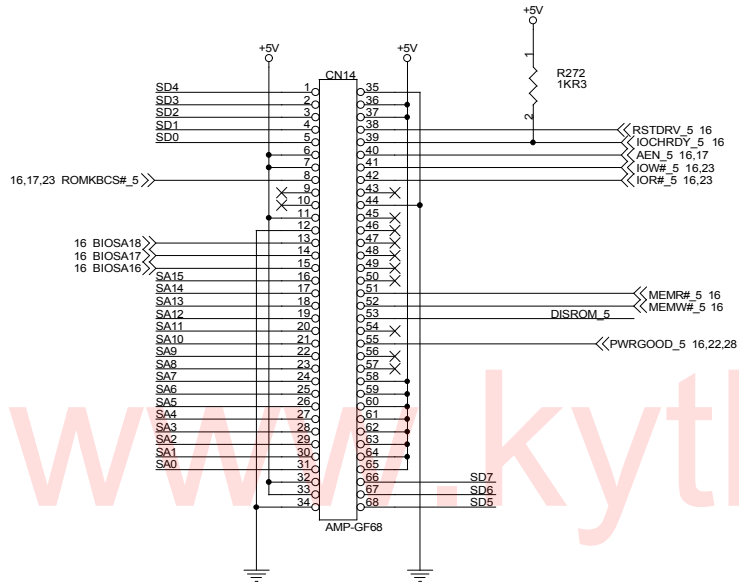 +5V
+5V
+5V
CN14
1
R272
1KR3
2
SD4 1 35
SD3 2 36
SD2 3 37
SD1 4 38 RSTDRV_5 16
SD0 5 39 IOCHRDY_5 16
6 40 AEN_5 16,17
7 41 IOW#_5 16,23
16,17,23 ROMKBCS#_5 8 42 IOR#_5 16,23
9 43
10 44
11 45
12 46
16 BIOSA18 13 47
16 BIOSA17 14 48
16 BIOSA16 15 49
SA15 16 50
SA14 17 51 MEMR#_5 16
SA13 18 52 MEMW#_5 16
SA12 19 53 DISROM_5
SA11 20 54
SA10 21 55 PWRGOOD_5 16,22,28
SA9 22 56
SA8 23 57
SA7 24 58
SA6 25 59
SA5 26 60
SA4 27 61
SA3 28 62
SA2 29 63
SA1 30 64
SA0 31 65
32 66 SD7
33 67 SD6
34 68 SD5
AMP-GF68
www.kytl